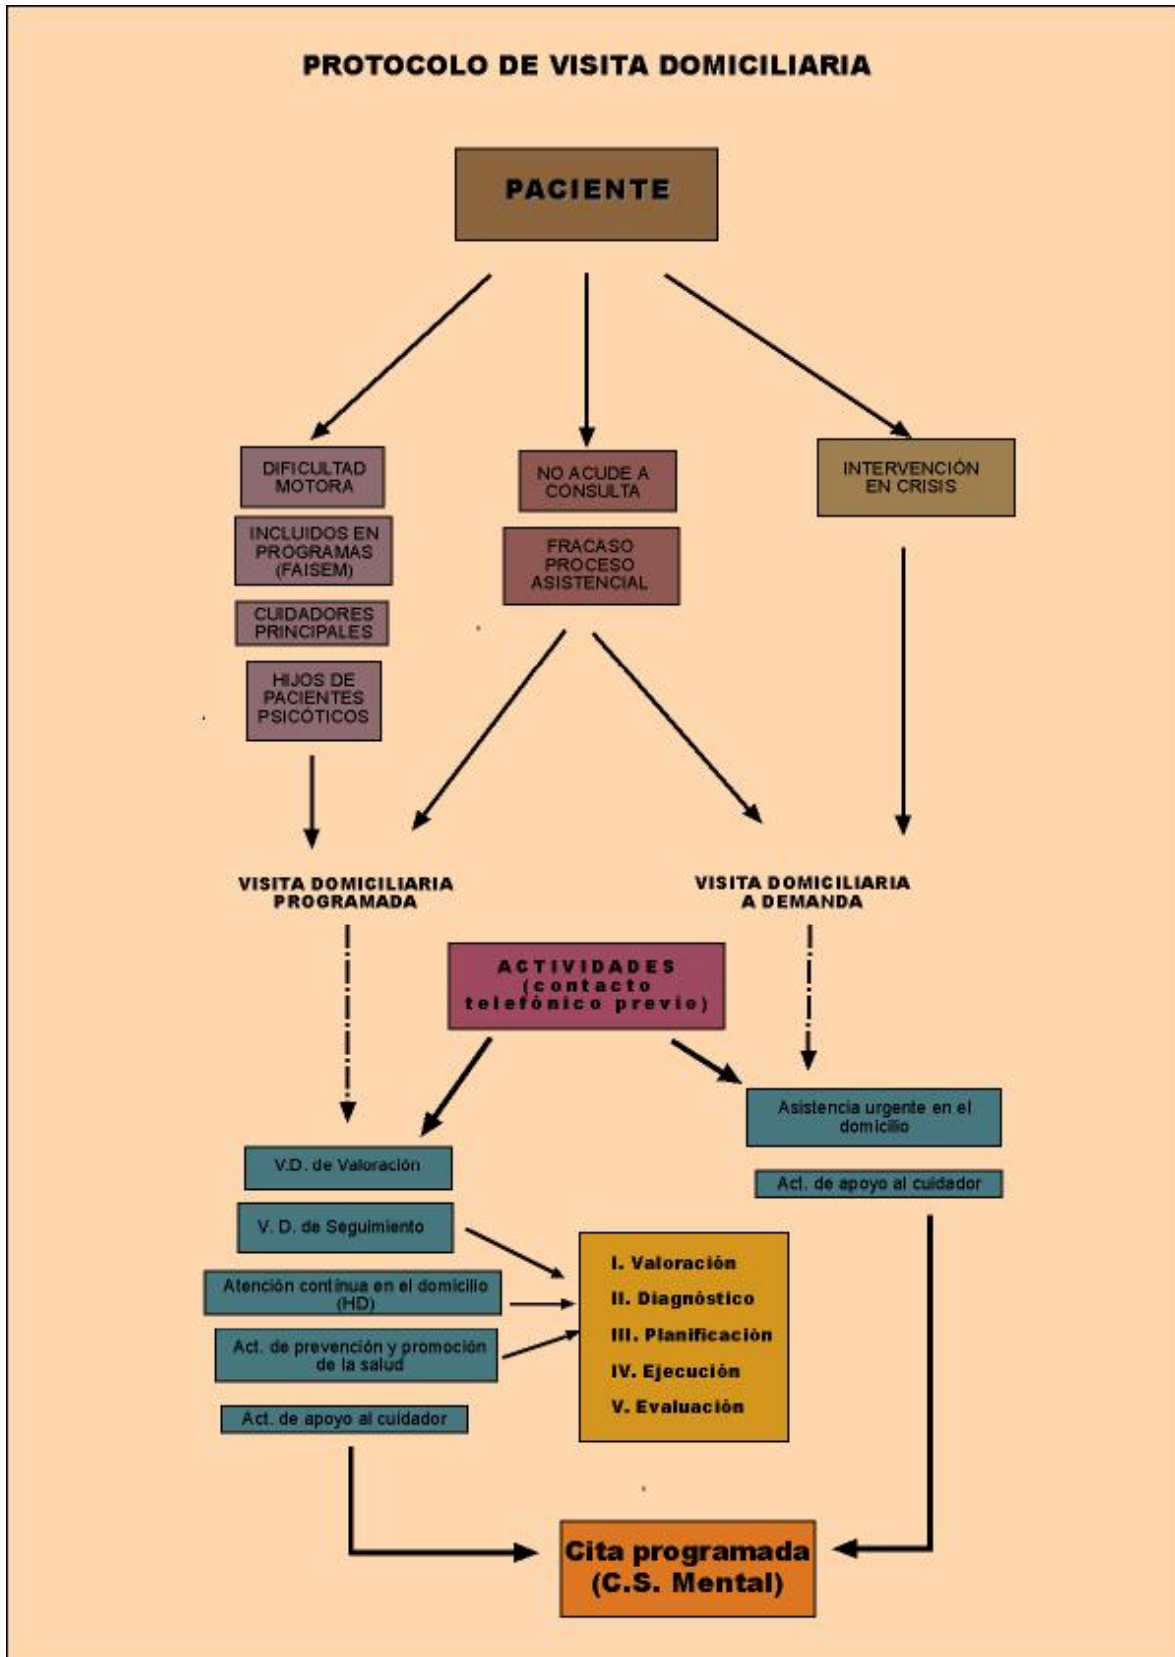 PROTOCOLO DE VISITA DOMICILIARIA
PACIENTE
DIFICULTAD
MOTORA
INCLUIDOS EN
PROGRAMAS
(FAISEM)
CUIDADORES
PRINCIPALES
HIJOS DE
PACIENTES
PSICÓTICOS
NO ACUDE A
CONSULTA
FRACASO
PROCESO
ASISTENCIAL
INTERVENCIÓN
EN CRISIS
VISITA DOMICILIARIA
PROGRAMADA
VISITA DOMICILIARIA
A DEMANDA
ACTIVIDADES
(contacto
telefónico previo)
V.D. de Valoración
V. D. de Seguimiento
Atención continua en el domicilio
(HD)
Act. de prevención y promoción
de la salud
Act. de apoyo al cuidador
Asistencia urgente en el
domicilio
Act. de apoyo al cuidador
I. Valoración
II. Diagnóstico
III. Planificación
IV. Ejecución
V. Evaluación
Cita programada
(C.S. Mental)